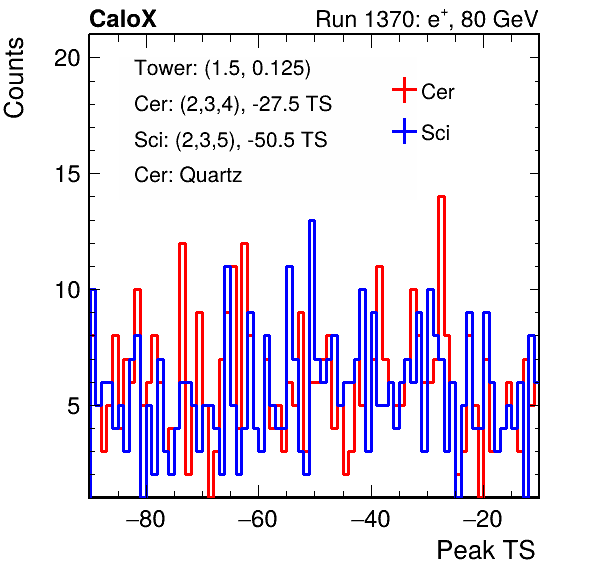 CaloX Run 1370: e⁺, 80 GeV
Counts
Tower: (1.5, 0.125)
Cer: (2,3,4), -27.5 TS
Sci: (2,3,5), -50.5 TS
Cer: Quartz
Cer
Sci
20
15
10
5
−80 −60 −40 −20
Peak TS